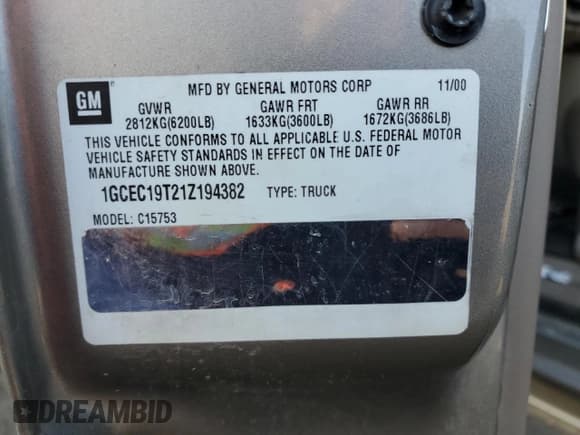 GM
MFD BY GENERAL MOTORS CORP 11/00
GVWR GAWR FRT GAWR RR
2812KG(6200LB) 1633KG(3600LB) 1672KG(3686LB)
THIS VEHICLE CONFORMS TO ALL APPLICABLE U.S. FEDERAL MOTOR
VEHICLE SAFETY STANDARDS IN EFFECT ON THE DATE OF
MANUFACTURE SHOWN ABOVE.
1GCEC19T21Z194382 TYPE: TRUCK
MODEL: C15753
DREAMBID